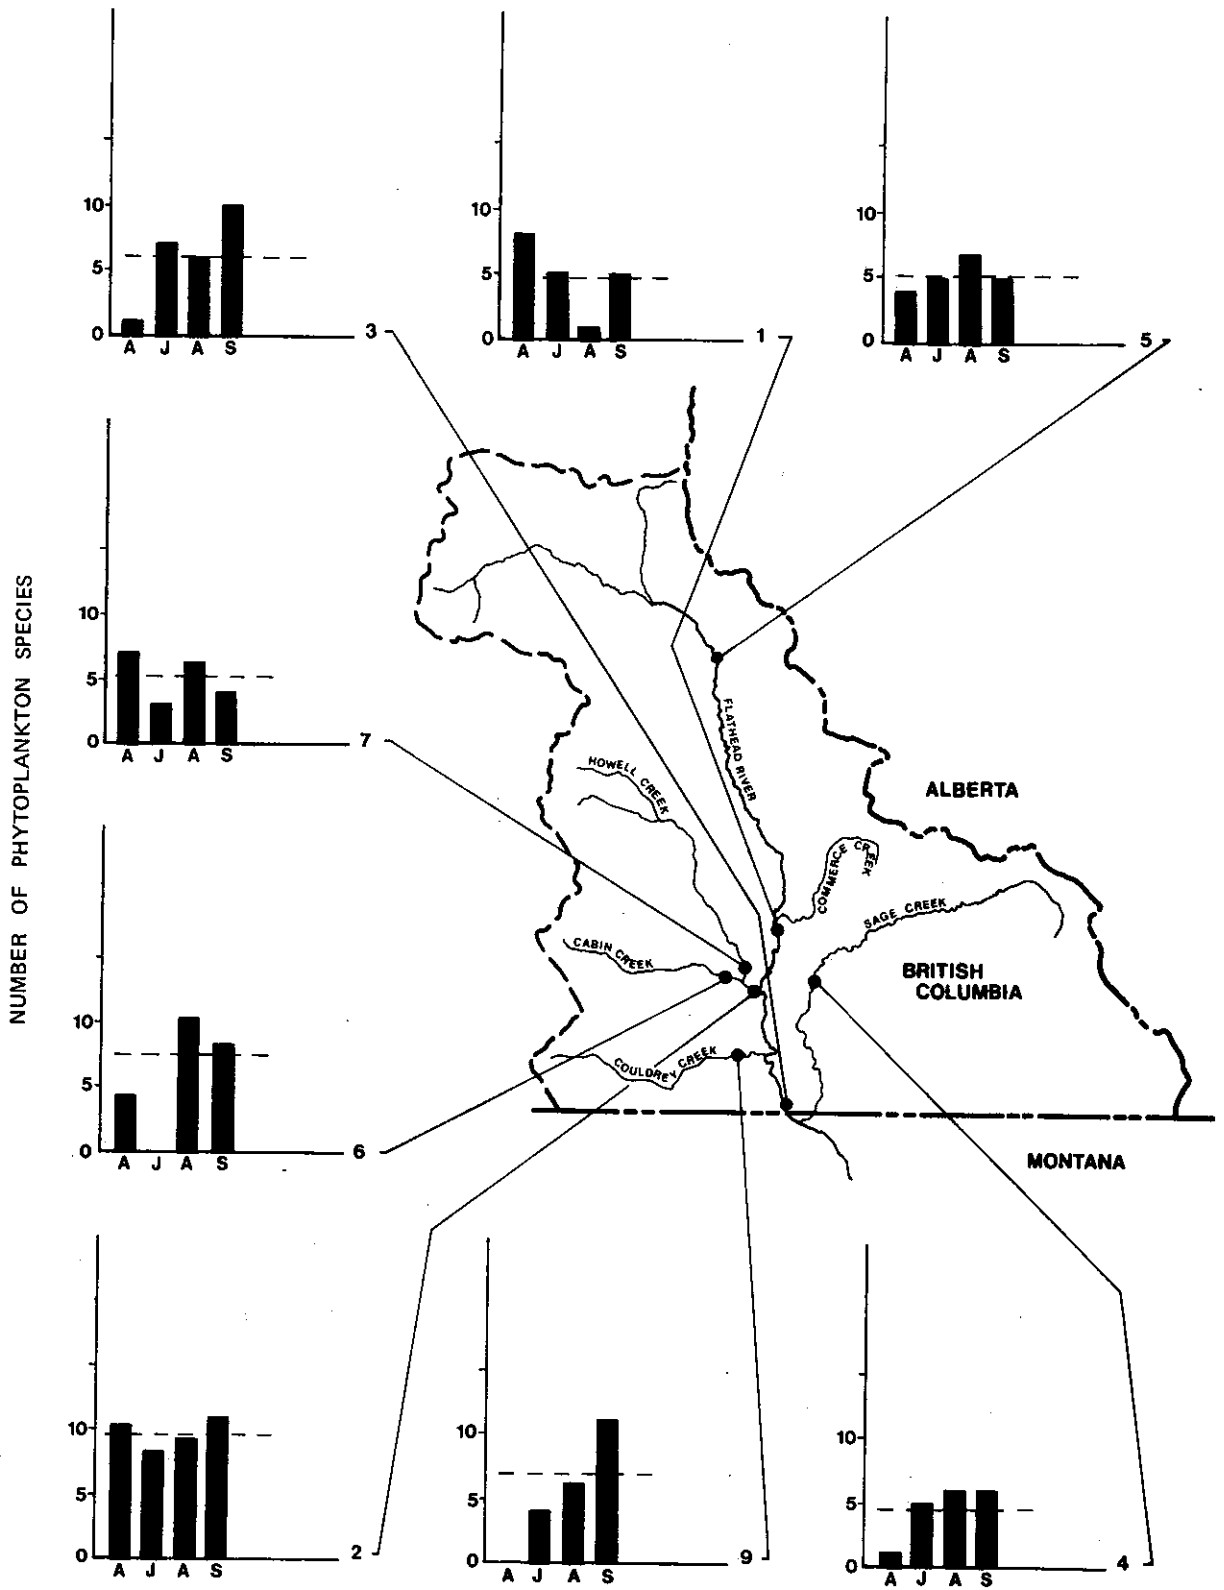 NUMBER OF PHYTOPLANKTON SPECIES
10
5
0
A J A S
3
10
5
0
A J A S
1
10
5
0
A J A S
5
10
5
0
A J A S
7
10
5
0
A J A S
6
10
5
0
A J A S
2
10
5
0
A J A S
9
10
5
0
A J A S
4
FLATHEAD RIVER
HOWELL CREEK
ALBERTA
COMMERCE CREEK
SAGE CREEK
CABIN CREEK
BRITISH
COLUMBIA
COULDREY CREEK
MONTANA